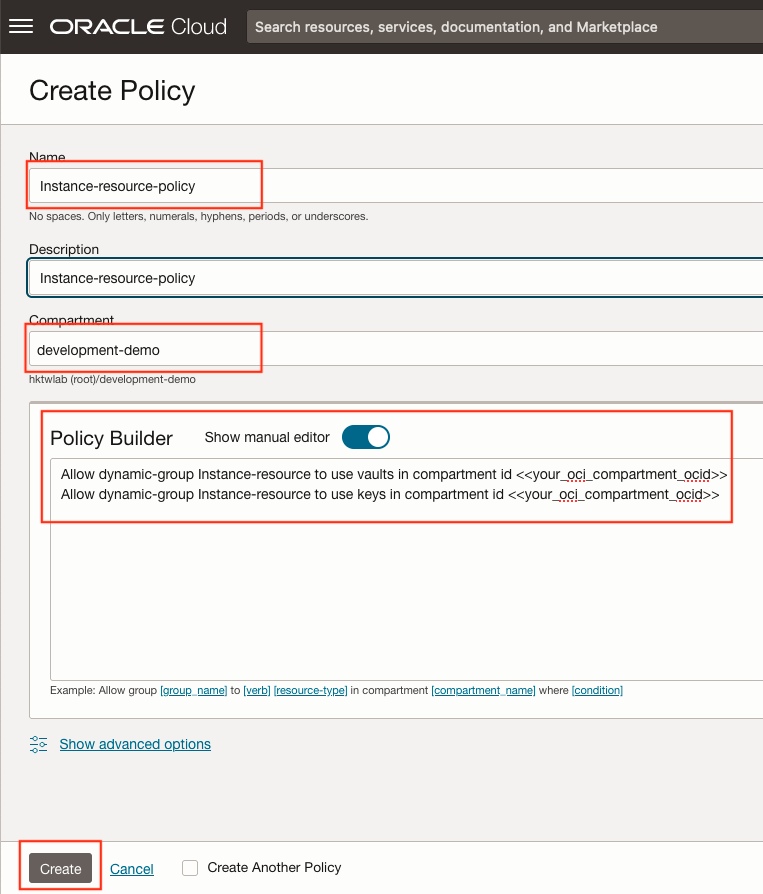 ORACLE Cloud
Search resources, services, documentation, and Marketplace
Create Policy
Name
Instance-resource-policy
No spaces. Only letters, numerals, hyphens, periods, or underscores.
Description
Instance-resource-policy
Compartment
development-demo
hktwlab (root)/development-demo
Policy Builder Show manual editor
Allow dynamic-group Instance-resource to use vaults in compartment id <<your_oci_compartment_ocid>>
Allow dynamic-group Instance-resource to use keys in compartment id <<your_oci_compartment_ocid>>
Example: Allow group [group_name] to [verb] [resource-type] in compartment [compartment_name] where [condition]
Show advanced options
Create Cancel Create Another Policy